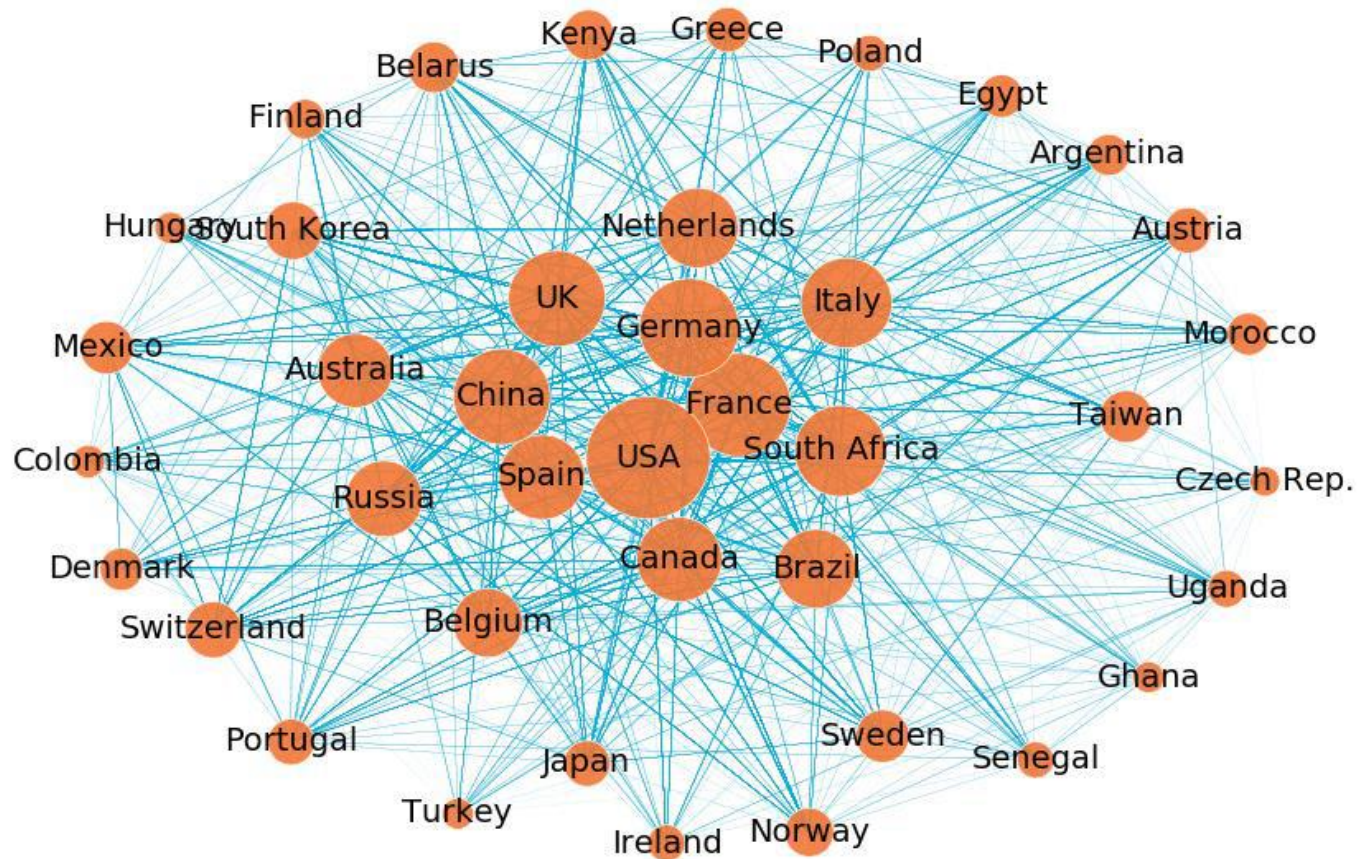 Kenya
Greece
Poland
Belarus
Egypt
Finland
Argentina
Hungary
South Korea
Netherlands
Austria
UK
Italy
Germany
Mexico
Morocco
Australia
China
France
Taiwan
Colombia
USA
South Africa
Spain
Czech Rep.
Russia
Denmark
Canada
Brazil
Uganda
Switzerland
Belgium
Ghana
Portugal
Sweden
Japan
Senegal
Turkey
Ireland
Norway